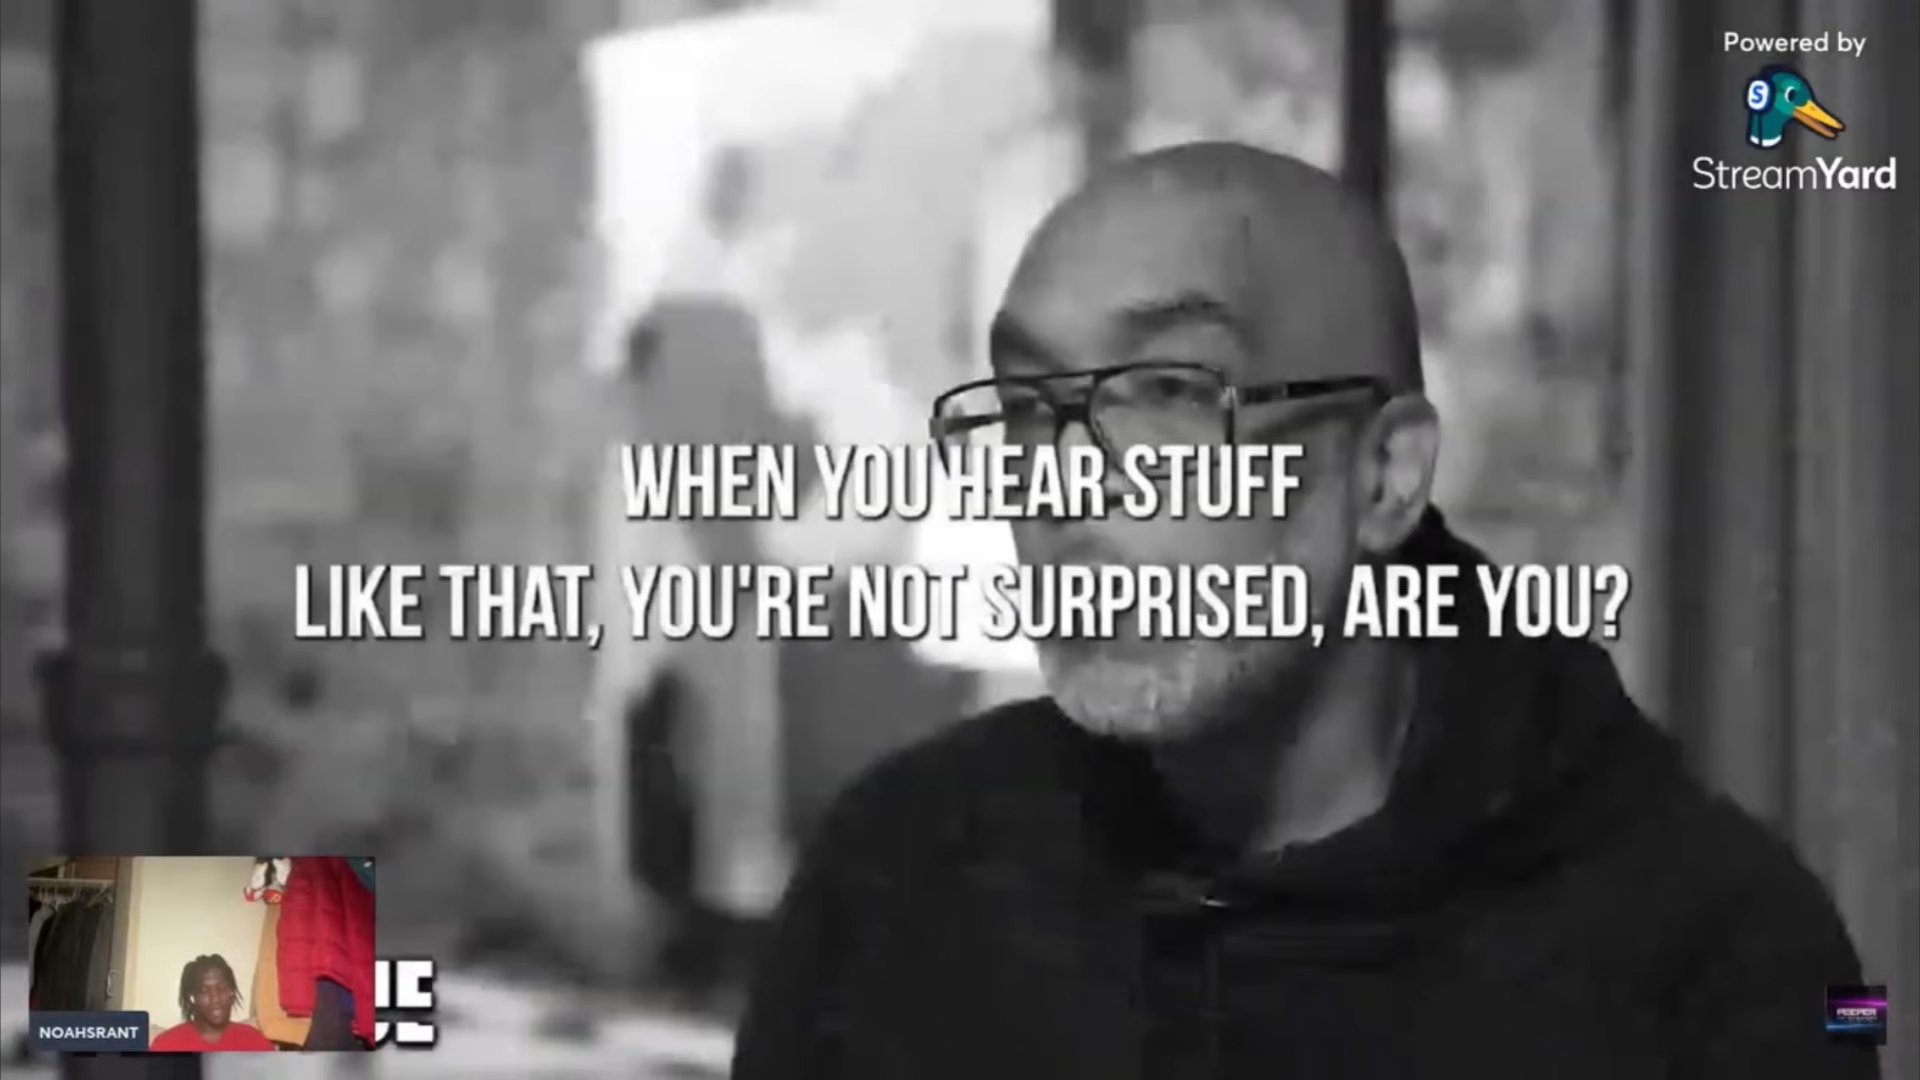 Powered by
S
StreamYard
WHEN YOU HEAR STUFF
LIKE THAT, YOU'RE NOT SURPRISED, ARE YOU?
NOAHSRANT